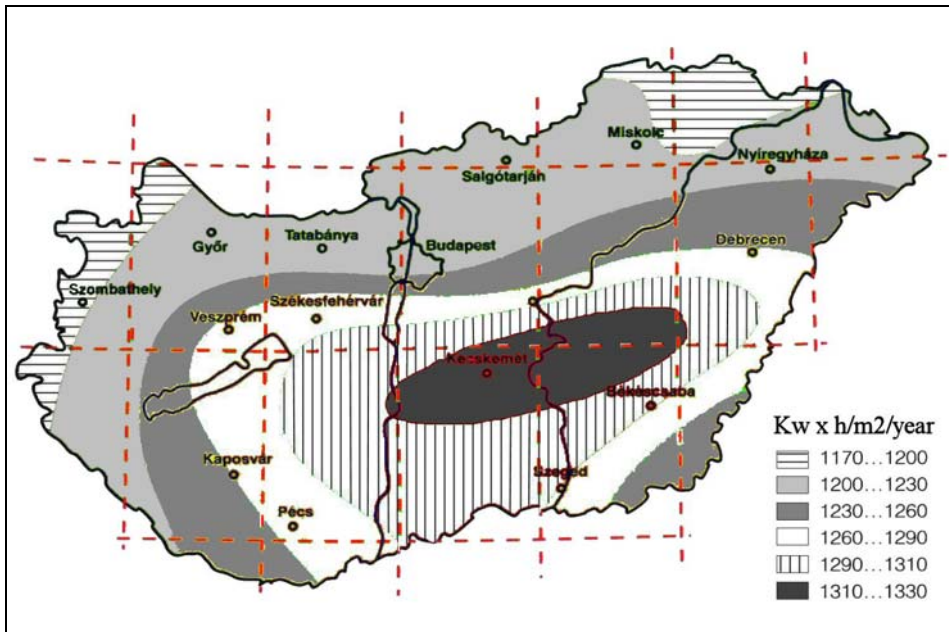 Miskolc
Salgótarján
Nyíregyháza
Győr
Tatabánya
Budapest
Debrecen
Szombathely
Székesfehérvár
Veszprém
Kecskemét
Békéscsaba
Kaposvár
Szeged
Pécs
Kw x h/m2/year
1170...1200
1200...1230
1230...1260
1260...1290
1290...1310
1310...1330